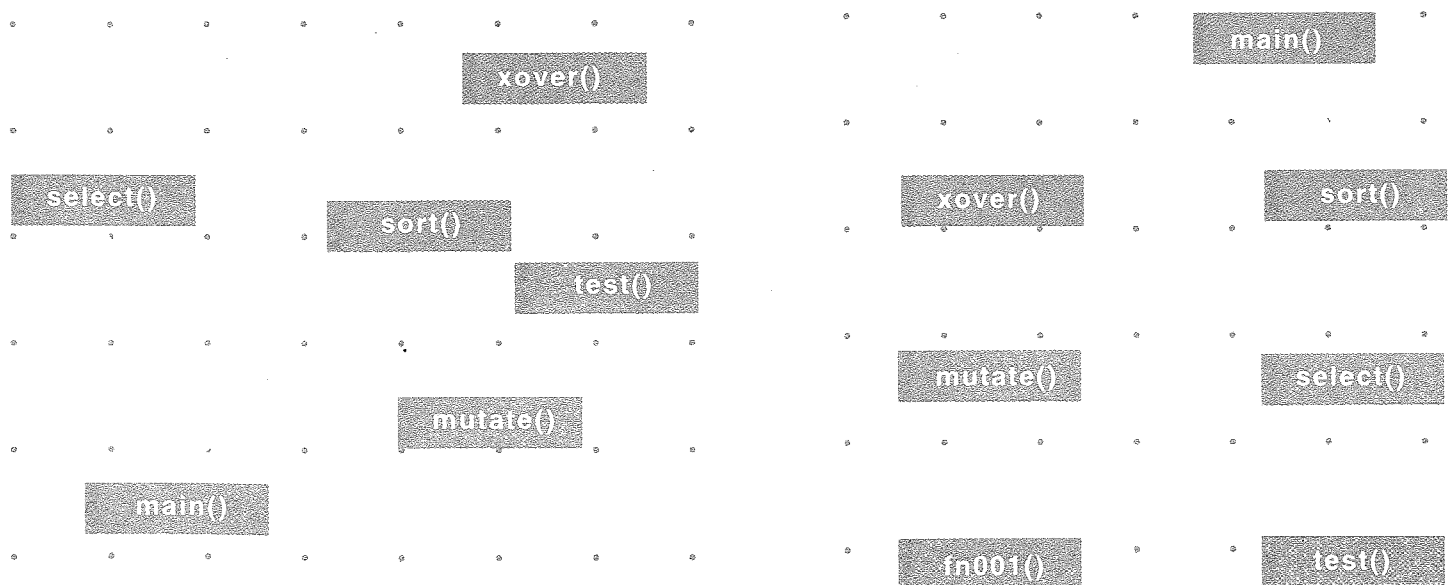 xover()
select()
sort()
test()
mutate()
main()
main()
xover()
sort()
mutate()
select()
fn001()
test()